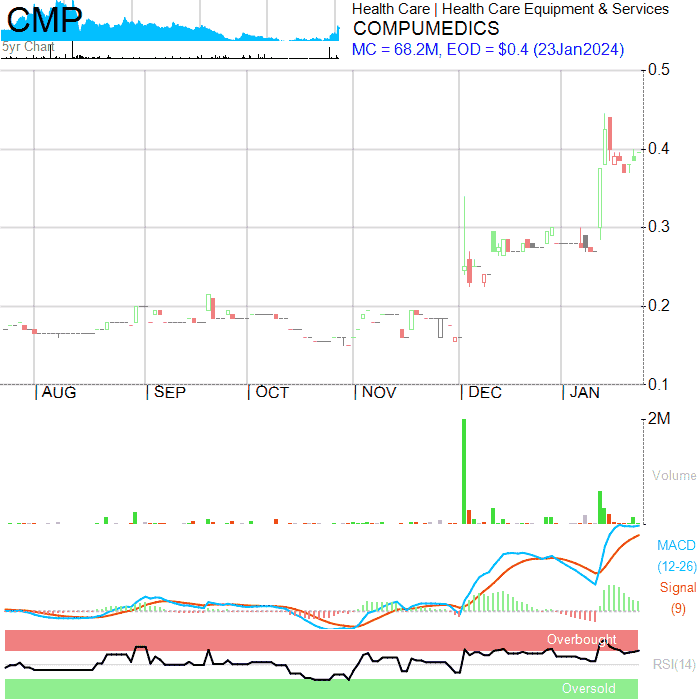 CMP
Health Care | Health Care Equipment & Services
COMPUMEDICS
5yr Chart
MC = 68.2M, EOD = $0.4 (23Jan2024)
0.5
0.4
0.3
0.2
0.1
| AUG | SEP | OCT | NOV | DEC | JAN
2M
Volume
MACD
(12-26)
Signal
(9)
Overbought
RSI(14)
Oversold